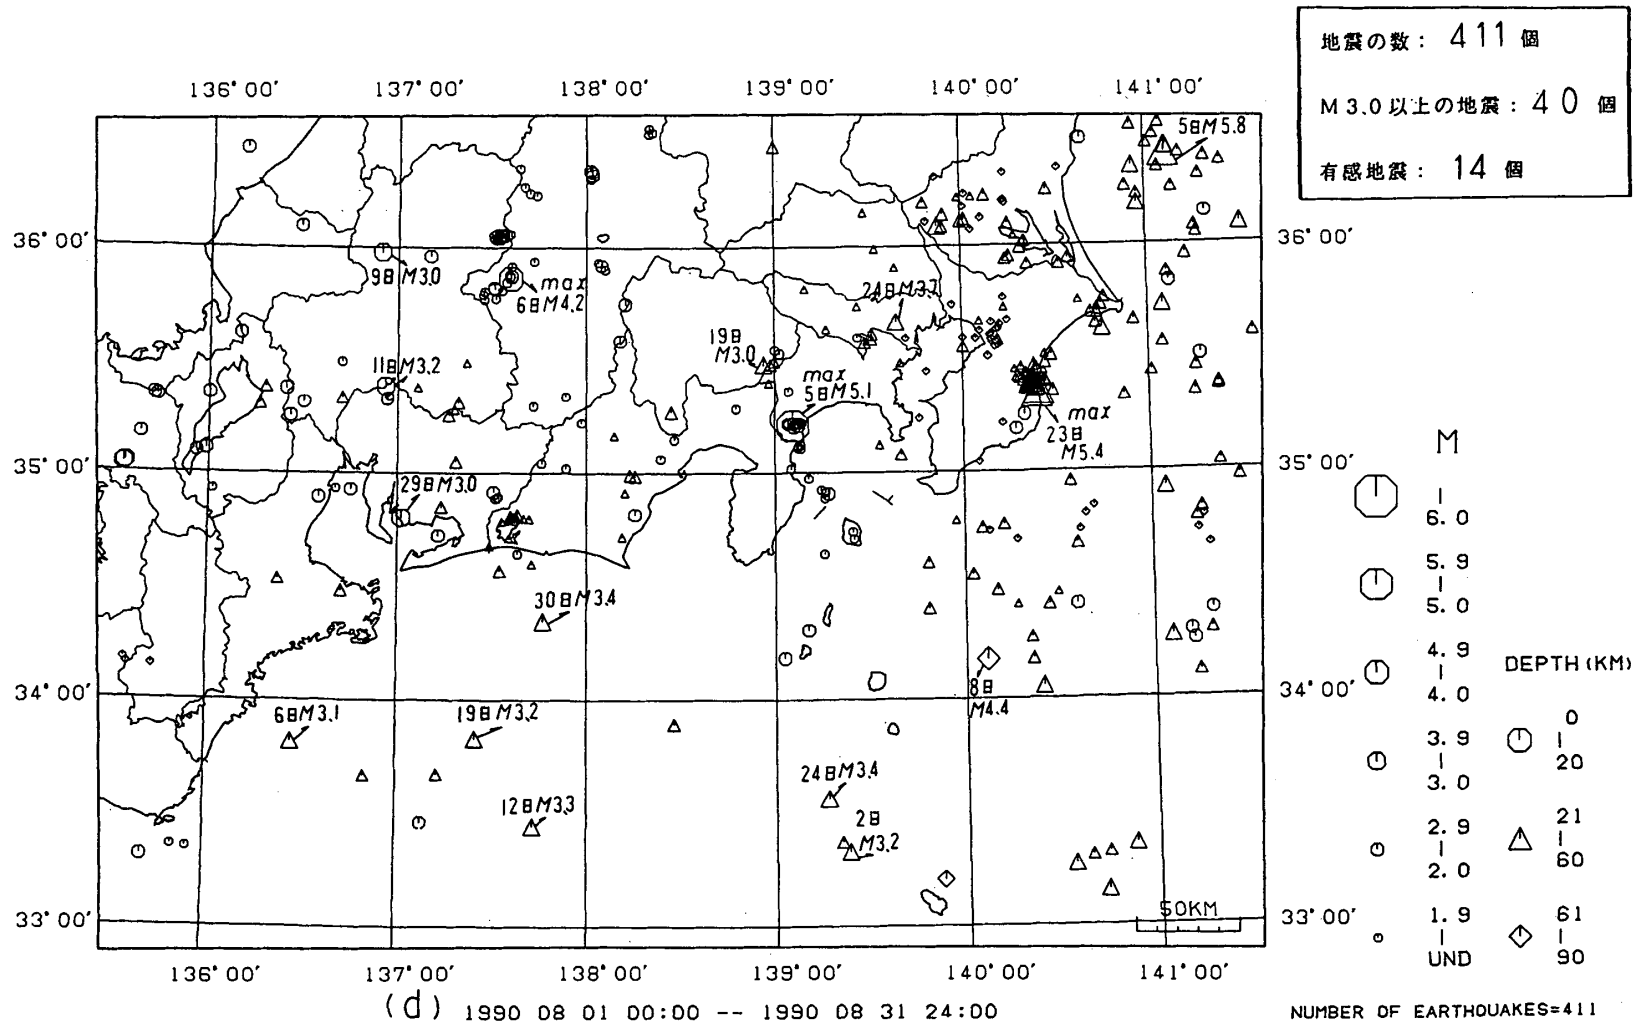 地震の数: 411 個
M 3.0 以上の地震: 40 個
有感地震: 14 個
136°00′ 137°00′ 138°00′ 139°00′ 140°00′ 141°00′
5日M5.8
36°00′ 36°00′
9日M3.0
max
6日M4.2
24日M3.7
19日
M3.0
11日M3.2
max
5日M5.1
max
23日
M5.4
35°00′ 35°00′
29日M3.0
30日M3.4
8日
M4.4
34°00′ 34°00′
6日M3.1 19日M3.2
24日M3.4
12日M3.3
2日
M3.2
33°00′ 33°00′
50KM
136°00′ 137°00′ 138°00′ 139°00′ 140°00′ 141°00′
(d) 1990 08 01 00:00 -- 1990 08 31 24:00
M
|
6.0
5.9
|
5.0
4.9
|
4.0
3.9
|
3.0
2.9
|
2.0
1.9
|
UND
DEPTH (KM)
0
|
20
21
|
60
61
|
90
NUMBER OF EARTHQUAKES=411